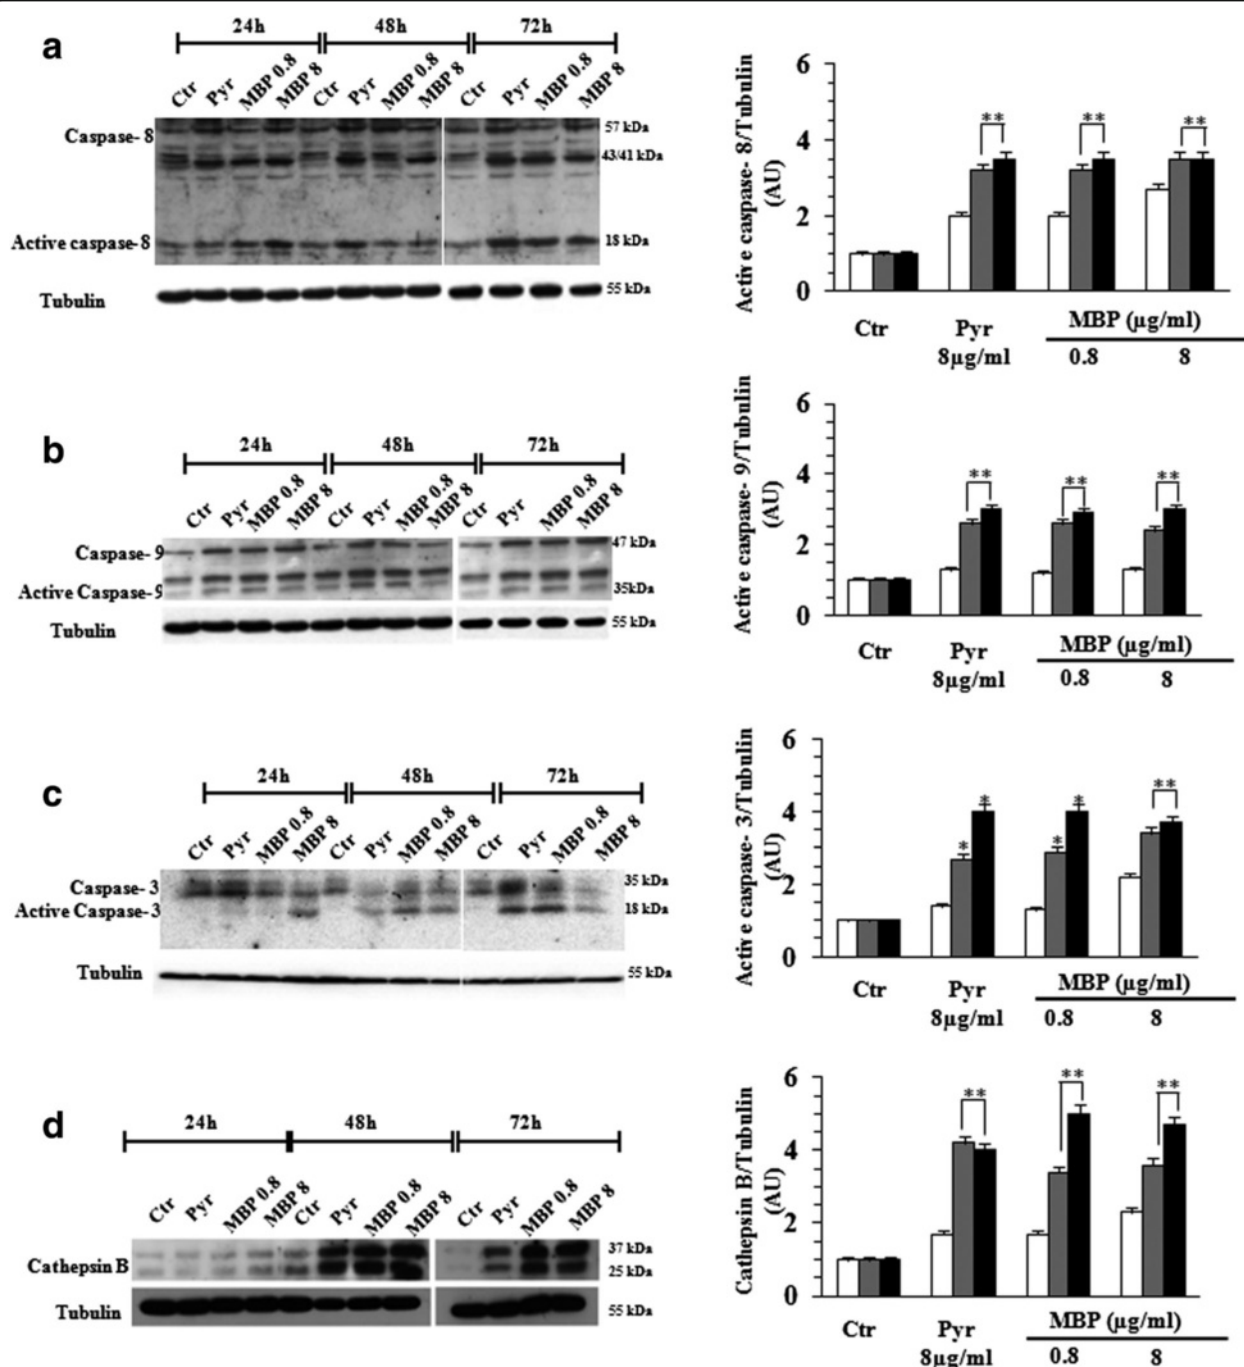 a
24h 48h 72h
Ctr Pyr MBP 0.8 MBP 8 Ctr Pyr MBP 0.8 MBP 8 Ctr Pyr MBP 0.8 MBP 8
Caspase- 8 57 kDa
43/41 kDa
Active caspase-8 18 kDa
Tubulin 55 kDa
Active caspase- 8/Tubulin
(AU)
6
4
2
0
** ** **
Ctr Pyr MBP (µg/ml)
8µg/ml 0.8 8
b
24h 48h 72h
Ctr Pyr MBP 0.8 MBP 8 Ctr Pyr MBP 0.8 MBP 8 Ctr Pyr MBP 0.8 MBP 8
Caspase- 9 47 kDa
Active Caspase-9 35kDa
Tubulin 55 kDa
Active caspase- 9/Tubulin
(AU)
6
4
2
0
** ** **
Ctr Pyr MBP (µg/ml)
8µg/ml 0.8 8
c
24h 48h 72h
Ctr Pyr MBP 0.8 MBP 8 Ctr Pyr MBP 0.8 MBP 8 Ctr Pyr MBP 0.8 MBP 8
Caspase- 3 35 kDa
Active Caspase-3 18 kDa
Tubulin 55 kDa
Active caspase- 3/Tubulin
(AU)
6
4
2
0
* * * * **
Ctr Pyr MBP (µg/ml)
8µg/ml 0.8 8
d
24h 48h 72h
Ctr Pyr MBP 0.8 MBP 8 Ctr Pyr MBP 0.8 MBP 8 Ctr Pyr MBP 0.8 MBP 8
Cathepsin B 37 kDa
25 kDa
Tubulin 55 kDa
Cathepsin B/Tubulin
(AU)
6
4
2
0
** ** **
Ctr Pyr MBP (µg/ml)
8µg/ml 0.8 8